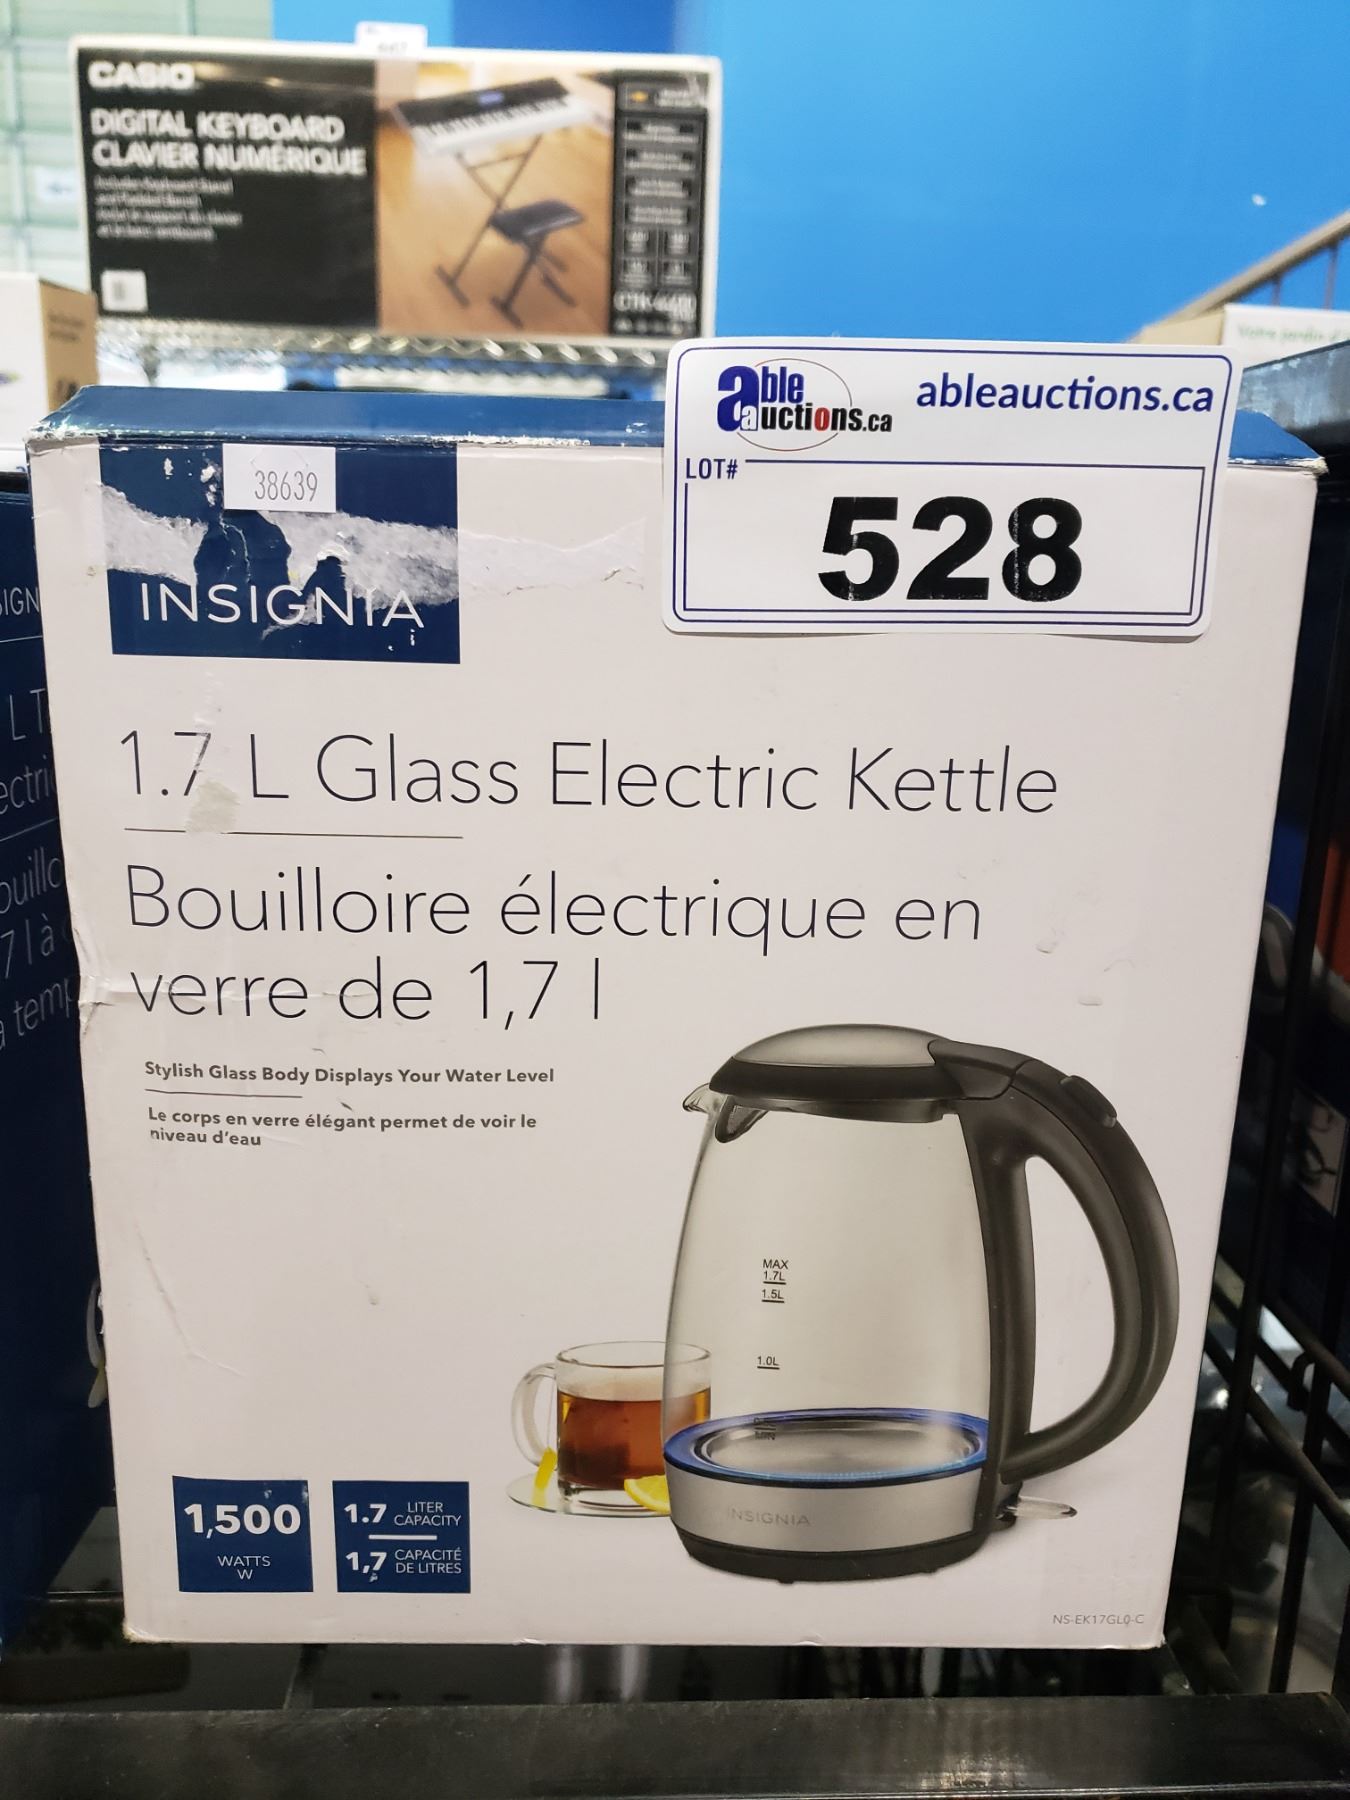 CASIO
DIGITAL KEYBOARD
CLAVIER NUMÉRIQUE
able auctions.ca
ableauctions.ca
LOT#
528
38639
INSIGNIA
1.7 L Glass Electric Kettle
Bouilloire électrique en
verre de 1,7 l
Stylish Glass Body Displays Your Water Level
Le corps en verre élégant permet de voir le
niveau d'eau
MAX
1.7L
1.5L
1.0L
INSIGNIA
1,500
WATTS
W
1.7 LITER CAPACITY
1,7 CAPACITÉ DE LITRES
NS-EK17GL0-C